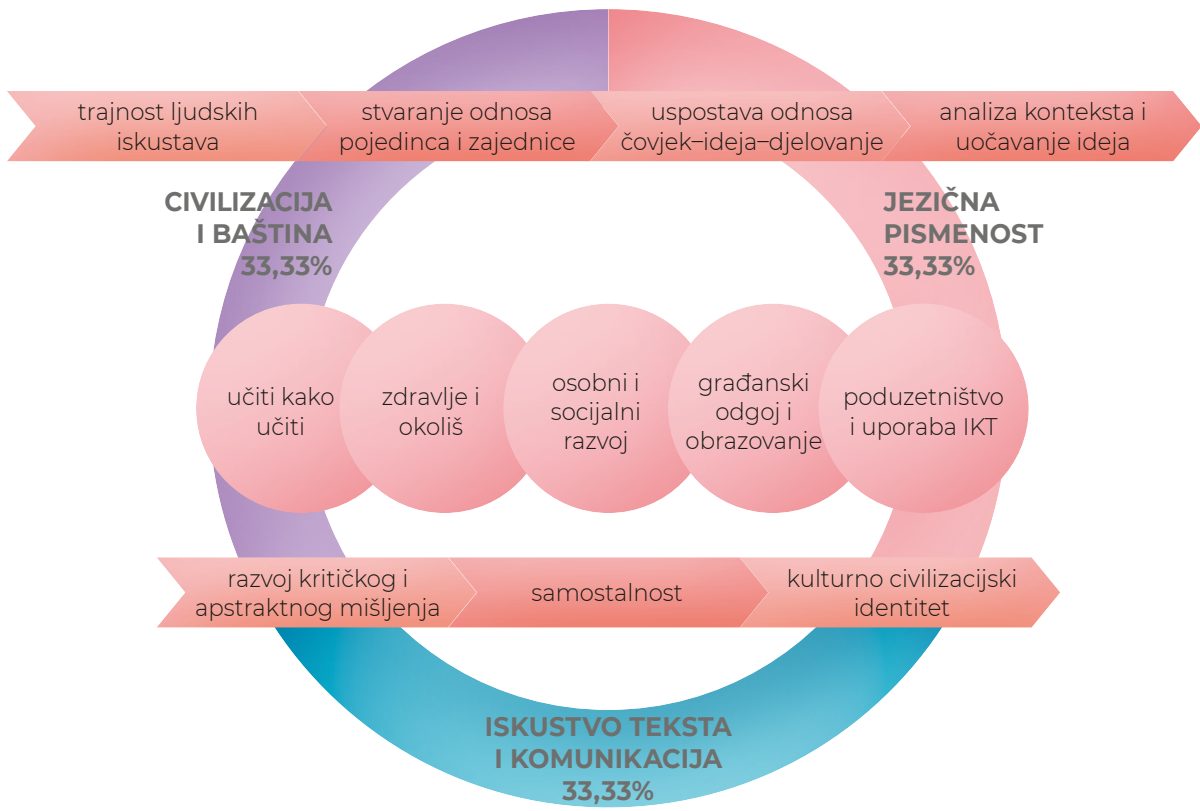 trajnost ljudskih
iskustava
stvaranje odnosa
pojedinca i zajednice
uspostava odnosa
čovjek–ideja–djelovanje
analiza konteksta i
uočavanje ideja
CIVILIZACIJA
I BAŠTINA
33,33%
JEZIČNA
PISMENOST
33,33%
učiti kako
učiti
zdravlje i
okoliš
osobni i
socijalni
razvoj
građanski
odgoj i
obrazovanje
poduzetništvo
i uporaba IKT
razvoj kritičkog i
apstraktnog mišljenja
samostalnost
kulturno civilizacijski
identitet
ISKUSTVO TEKSTA
I KOMUNIKACIJA
33,33%